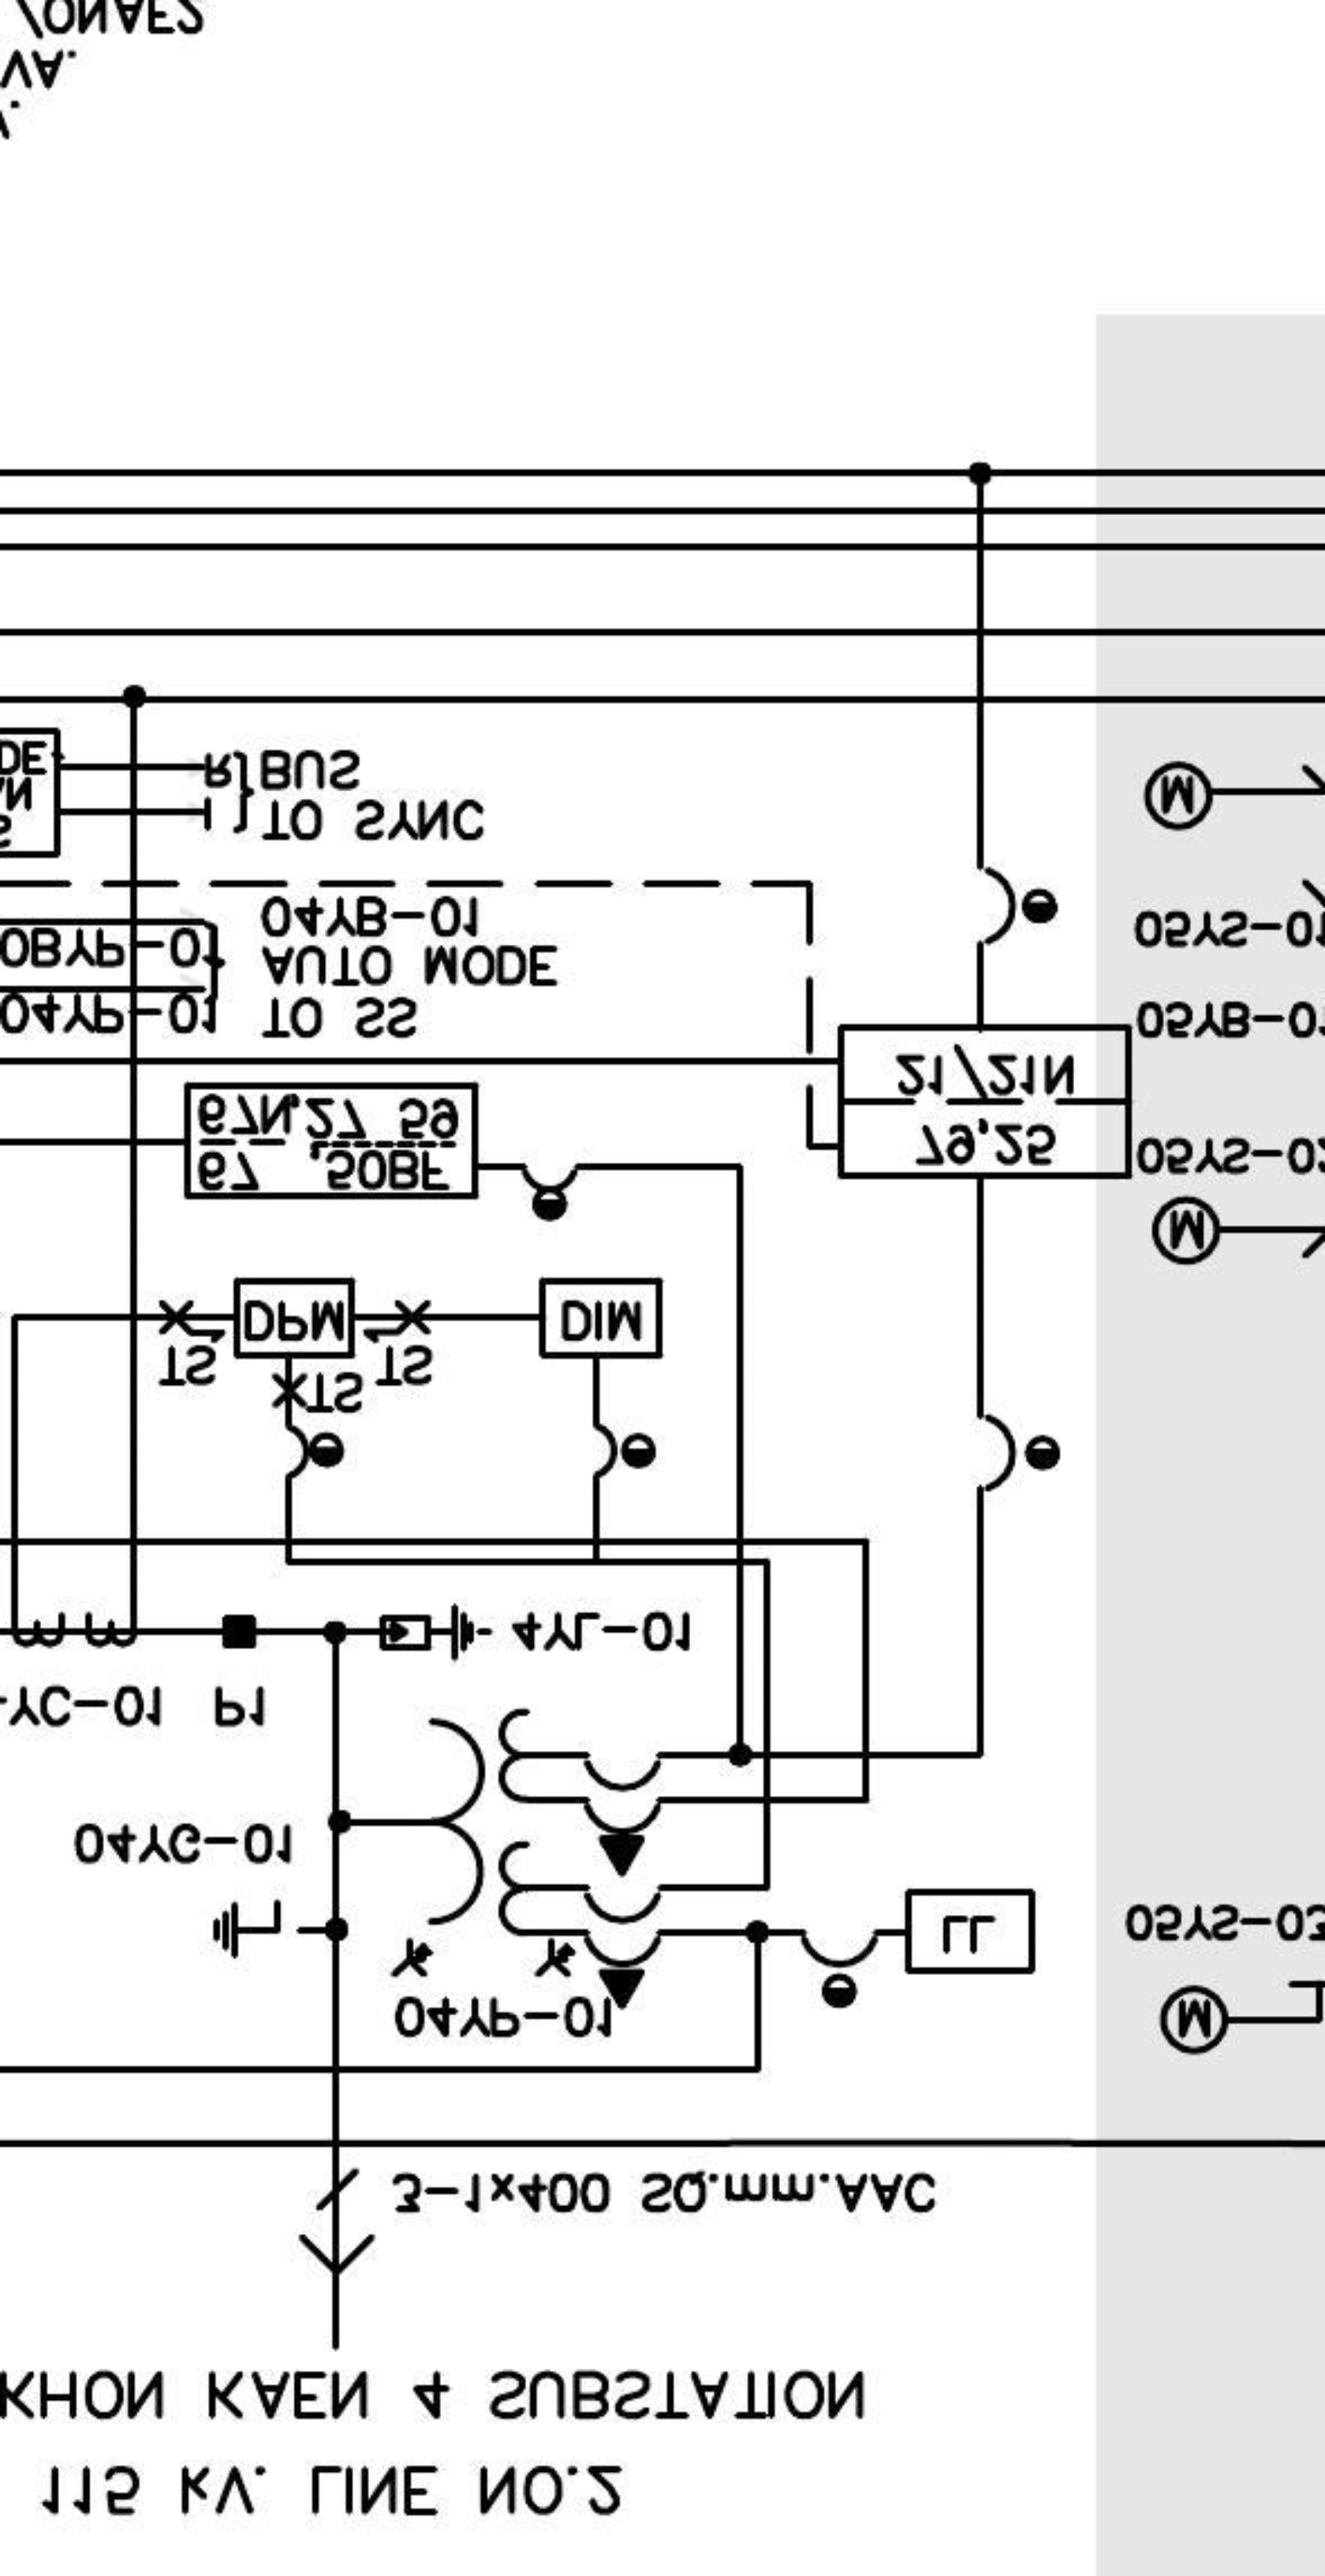 115 kV. LINE NO.2
KHON KAEN 4 SUBSTATION
3-1x400 SQ.mm.AAC
04YP-01
M
LL
05YS-03
04YG-01
YC-01 P1
4YL-01
TS
TS TS
DPM
DIM
M
67 ,50BF
67N,27 59
79,25
21/21N
05YS-02
04YP-01
TO SS
05YB-01
0BYP-01
AUTO MODE
04YB-01
05YS-01
S
AN
DE
L
TO SYNC
R
BUS
M
VA.
/ONAF2